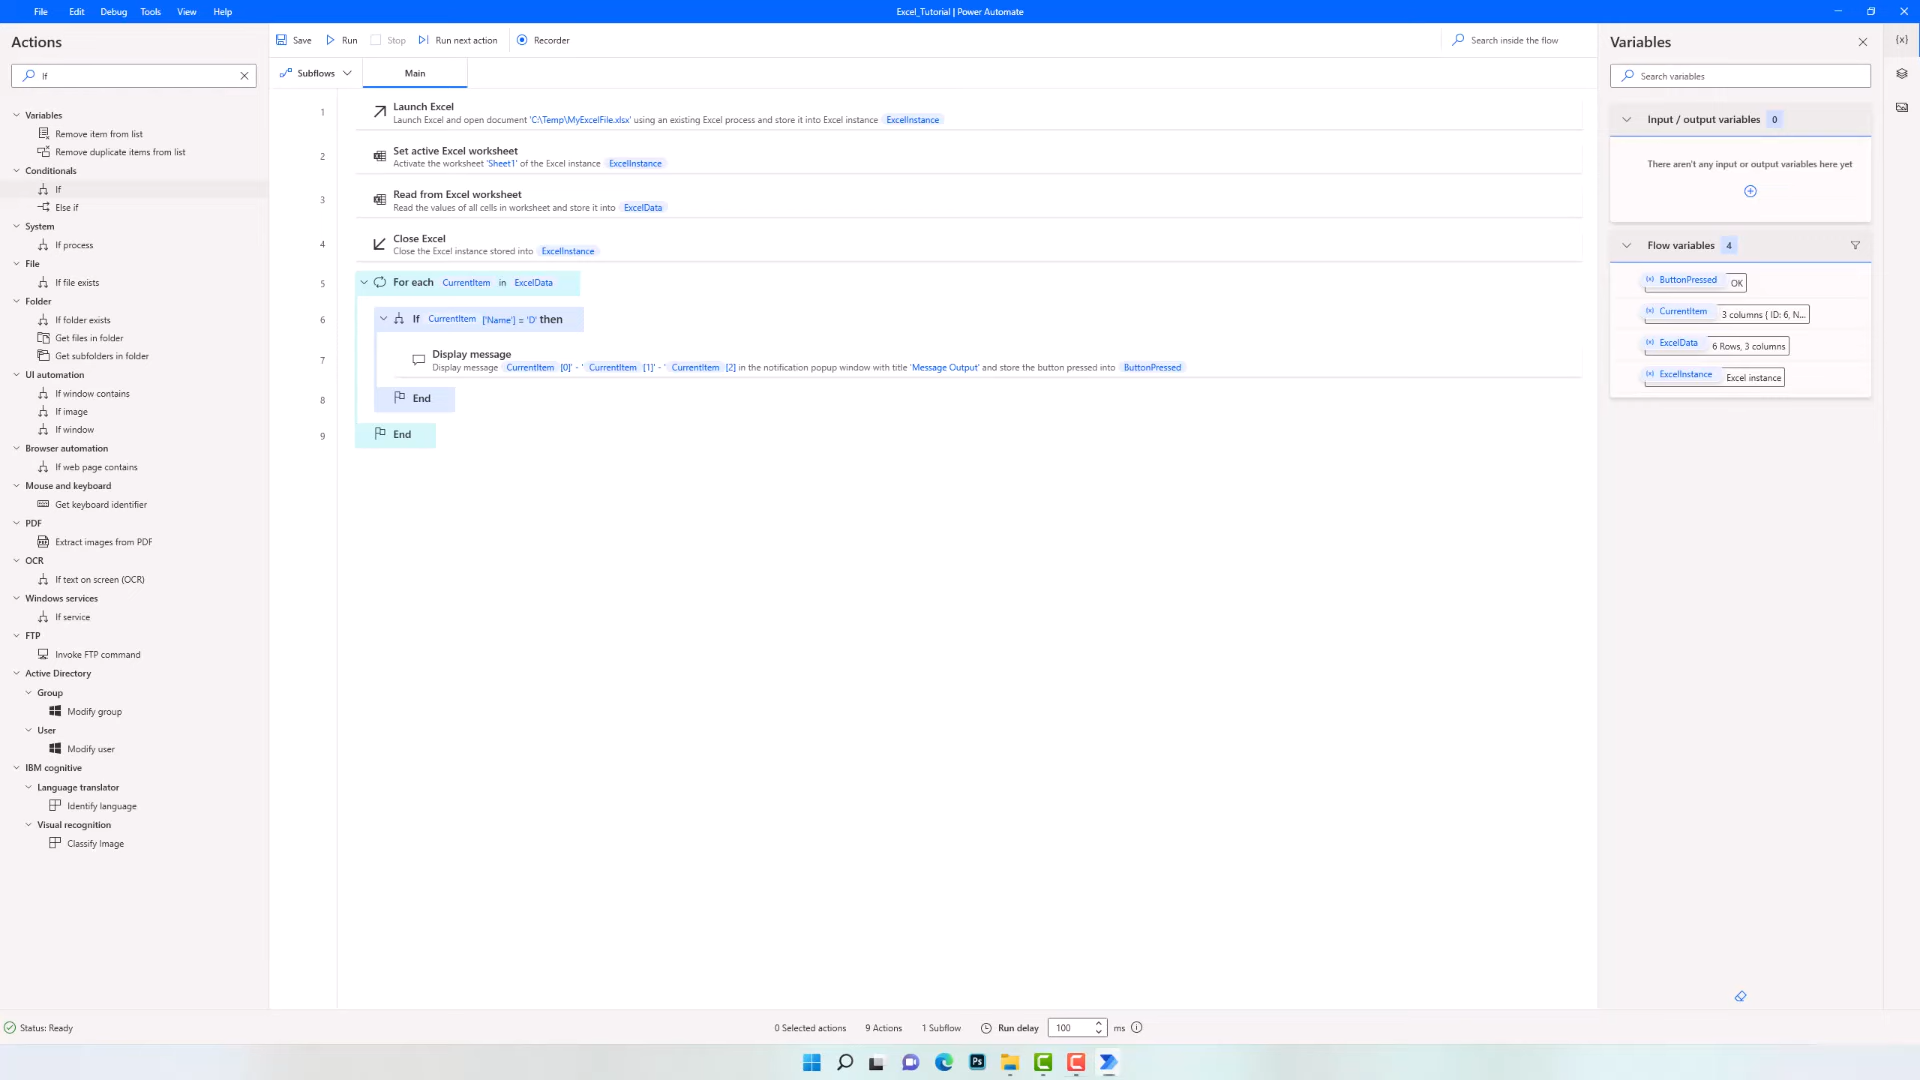 File Edit Debug Tools View Help
Excel_Tutorial | Power Automate
Actions
If
Variables
Remove item from list
Remove duplicate items from list
Conditionals
If
Else if
System
If process
File
If file exists
Folder
If folder exists
Get files in folder
Get subfolders in folder
UI automation
If window contains
If image
If window
Browser automation
If web page contains
Mouse and keyboard
Get keyboard identifier
PDF
Extract images from PDF
OCR
If text on screen (OCR)
Windows services
If service
FTP
Invoke FTP command
Active Directory
Group
Modify group
User
Modify user
IBM cognitive
Language translator
Identify language
Visual recognition
Classify Image
Save Run Stop Run next action Recorder
Search inside the flow
Subflows Main
1 Launch Excel
Launch Excel and open document 'C:\Temp\MyExcelFile.xlsx' using an existing Excel process and store it into Excel instance ExcelInstance
2 Set active Excel worksheet
Activate the worksheet 'Sheet1' of the Excel instance ExcelInstance
3 Read from Excel worksheet
Read the values of all cells in worksheet and store it into ExcelData
4 Close Excel
Close the Excel instance stored into ExcelInstance
5 For each CurrentItem in ExcelData
6 If CurrentItem ['Name'] = 'D' then
7 Display message
Display message CurrentItem [0]' - ' CurrentItem [1]' - ' CurrentItem [2] in the notification popup window with title 'Message Output' and store the button pressed into ButtonPressed
8 End
9 End
Variables
{x}
Search variables
Input / output variables 0
There aren't any input or output variables here yet
Flow variables 4
(x) ButtonPressed OK
(x) CurrentItem 3 columns { ID: 6, N...
(x) ExcelData 6 Rows, 3 columns
(x) ExcelInstance Excel instance
Status: Ready
0 Selected actions 9 Actions 1 Subflow Run delay 100 ms
Ps